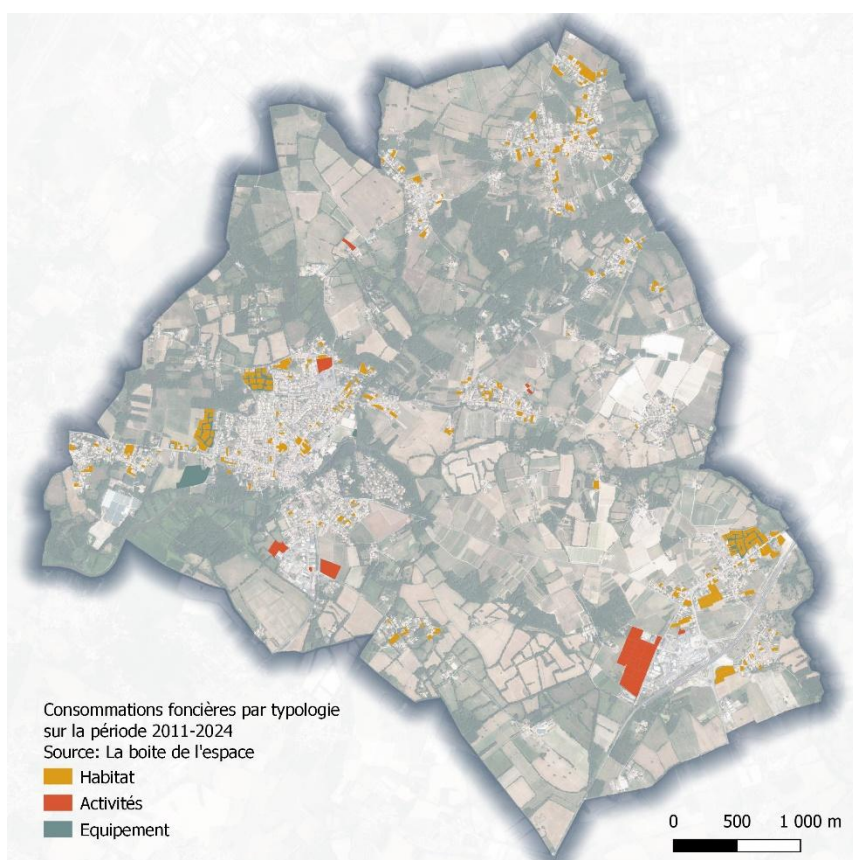 Consommations foncières par typologie
sur la période 2011-2024
Source: La boite de l'espace
Habitat
Activités
Equipement
0 500 1 000 m